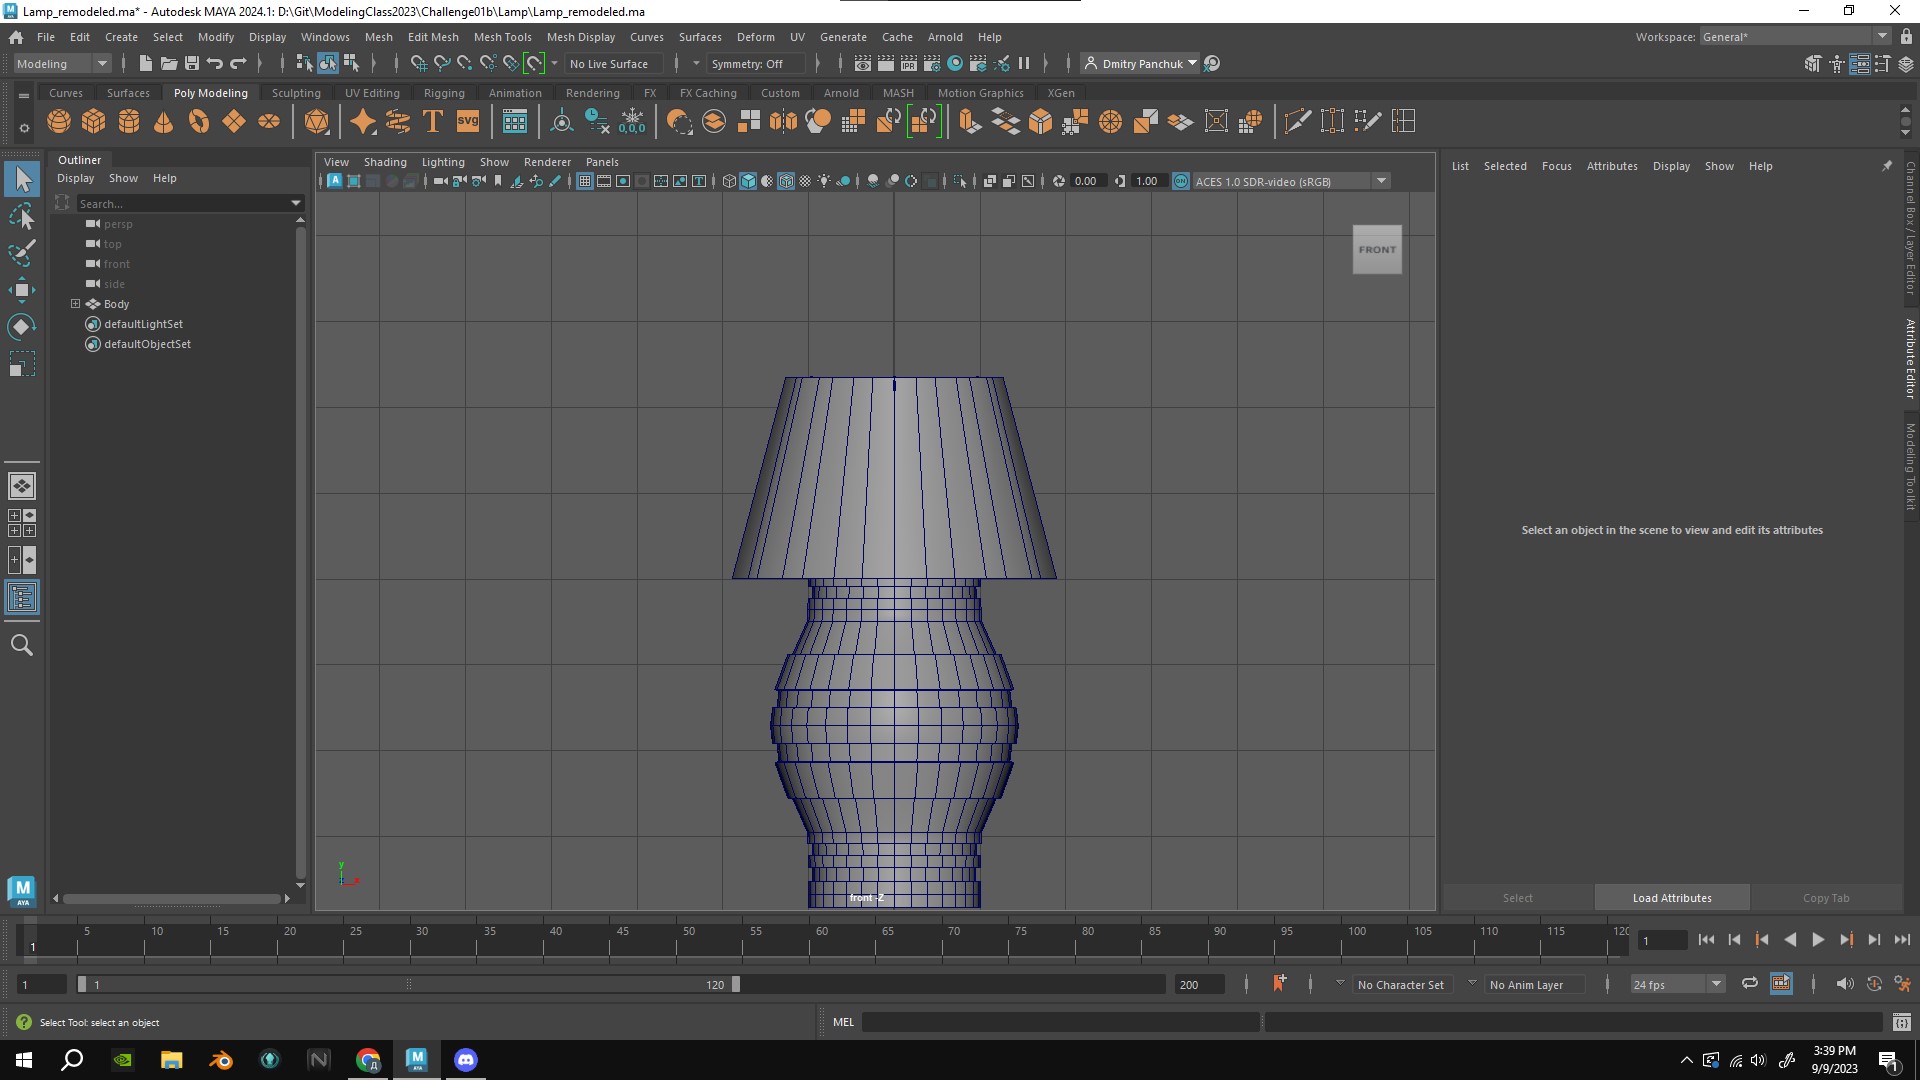 Lamp_remodeled.ma* - Autodesk MAYA 2024.1: D:\Git\ModelingClass2023\Challenge01b\Lamp\Lamp_remodeled.ma
File Edit Create Select Modify Display Windows Mesh Edit Mesh Mesh Tools Mesh Display Curves Surfaces Deform UV Generate Cache Arnold Help Workspace: General*
Modeling No Live Surface Symmetry: Off IPR Dmitry Panchuk
Curves Surfaces Poly Modeling Sculpting UV Editing Rigging Animation Rendering FX FX Caching Custom Arnold MASH Motion Graphics XGen
T svg 0,0,0
Outliner
Display Show Help
Search...
persp
top
front
side
Body
defaultLightSet
defaultObjectSet
View Shading Lighting Show Renderer Panels
0.00 1.00 ACES 1.0 SDR-video (sRGB)
FRONT
y
x
front -Z
List Selected Focus Attributes Display Show Help
Select an object in the scene to view and edit its attributes
Select Load Attributes Copy Tab
Channel Box / Layer Editor
Attribute Editor
Modeling Toolkit
M
AYA
1 5 10 15 20 25 30 35 40 45 50 55 60 65 70 75 80 85 90 95 100 105 110 115 120 1
1 1 120 200 No Character Set No Anim Layer 24 fps
Select Tool: select an object MEL
3:39 PM
9/9/2023
1